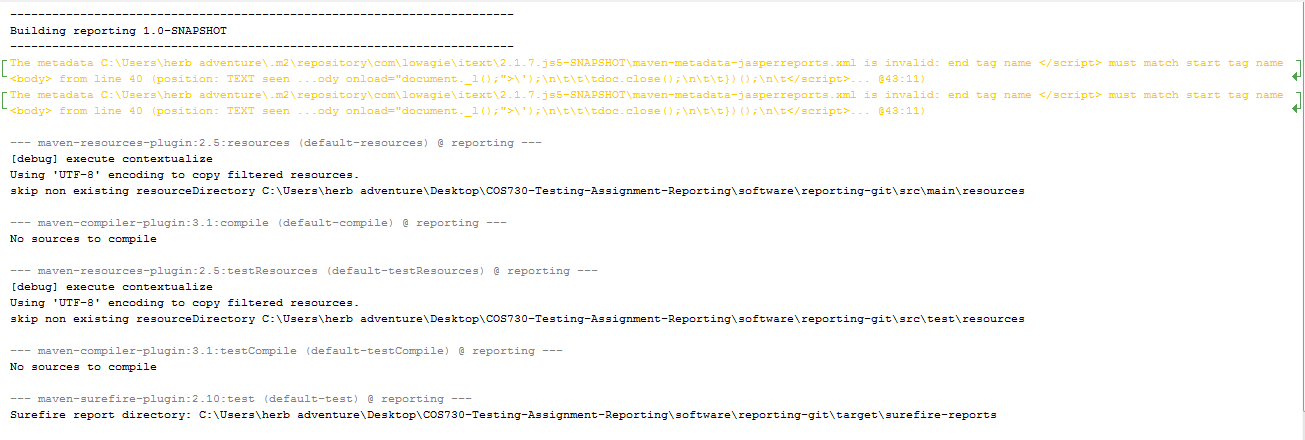 ------------------------------------------------------------------------
Building reporting 1.0-SNAPSHOT
------------------------------------------------------------------------
The metadata C:\Users\herb adventure\.m2\repository\com\lowagie\itext\2.1.7.js5-SNAPSHOT\maven-metadata-jasperreports.xml is invalid: end tag name </script> must match start tag name
<body> from line 40 (position: TEXT seen ...ody onload="document._l();">\');\n\t\t\tdoc.close();\n\t\t})();\n\t</script>... @43:11)
The metadata C:\Users\herb adventure\.m2\repository\com\lowagie\itext\2.1.7.js5-SNAPSHOT\maven-metadata-jasperreports.xml is invalid: end tag name </script> must match start tag name
<body> from line 40 (position: TEXT seen ...ody onload="document._l();">\');\n\t\t\tdoc.close();\n\t\t})();\n\t</script>... @43:11)
--- maven-resources-plugin:2.5:resources (default-resources) @ reporting ---
[debug] execute contextualize
Using 'UTF-8' encoding to copy filtered resources.
skip non existing resourceDirectory C:\Users\herb adventure\Desktop\COS730-Testing-Assignment-Reporting\software\reporting-git\src\main\resources
--- maven-compiler-plugin:3.1:compile (default-compile) @ reporting ---
No sources to compile
--- maven-resources-plugin:2.5:testResources (default-testResources) @ reporting ---
[debug] execute contextualize
Using 'UTF-8' encoding to copy filtered resources.
skip non existing resourceDirectory C:\Users\herb adventure\Desktop\COS730-Testing-Assignment-Reporting\software\reporting-git\src\test\resources
--- maven-compiler-plugin:3.1:testCompile (default-testCompile) @ reporting ---
No sources to compile
--- maven-surefire-plugin:2.10:test (default-test) @ reporting ---
Surefire report directory: C:\Users\herb adventure\Desktop\COS730-Testing-Assignment-Reporting\software\reporting-git\target\surefire-reports